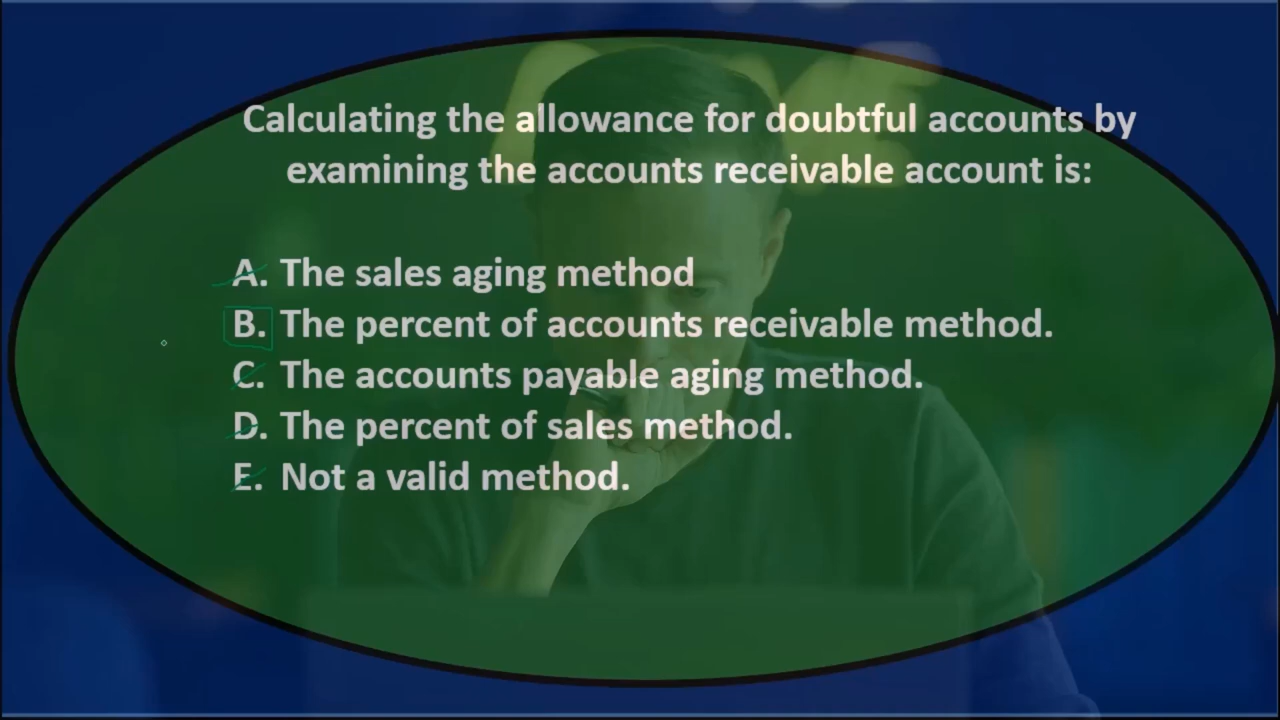 Calculating the allowance for doubtful accounts by
examining the accounts receivable account is:
A. The sales aging method
B. The percent of accounts receivable method.
C. The accounts payable aging method.
D. The percent of sales method.
E. Not a valid method.